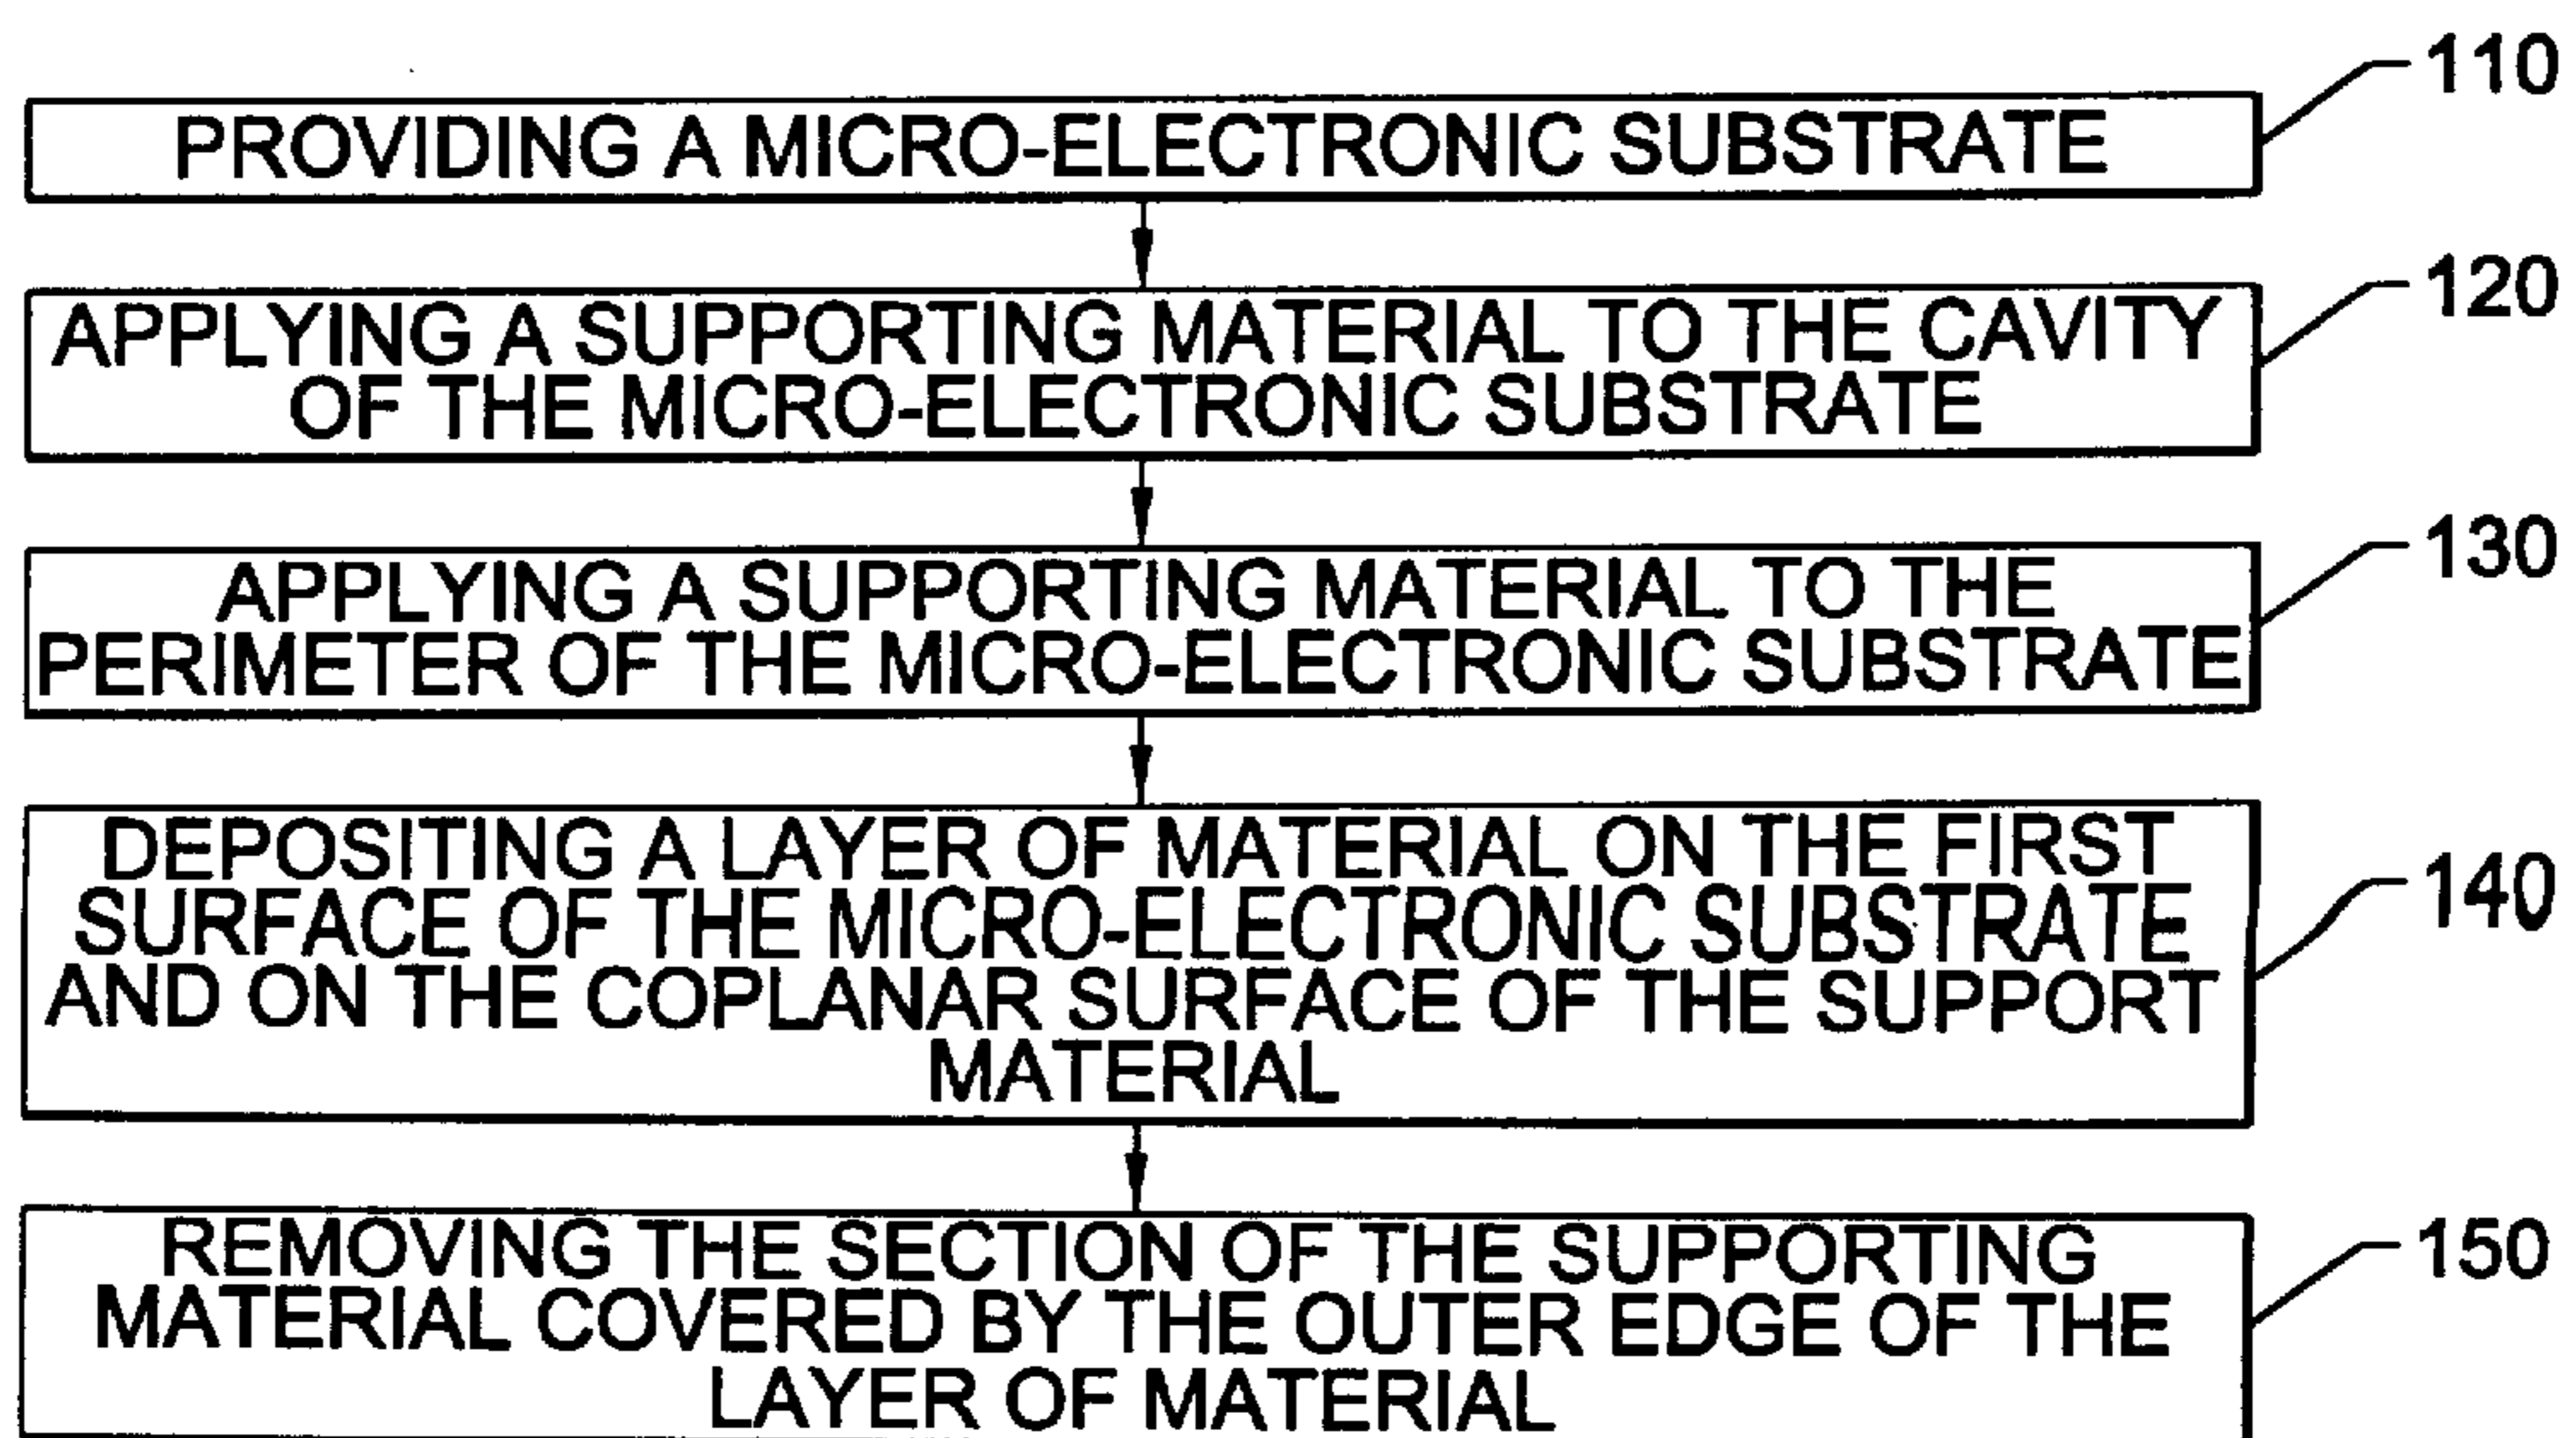 110
PROVIDING A MICRO-ELECTRONIC SUBSTRATE
120
APPLYING A SUPPORTING MATERIAL TO THE CAVITY
OF THE MICRO-ELECTRONIC SUBSTRATE
130
APPLYING A SUPPORTING MATERIAL TO THE
PERIMETER OF THE MICRO-ELECTRONIC SUBSTRATE
140
DEPOSITING A LAYER OF MATERIAL ON THE FIRST
SURFACE OF THE MICRO-ELECTRONIC SUBSTRATE
AND ON THE COPLANAR SURFACE OF THE SUPPORT
MATERIAL
150
REMOVING THE SECTION OF THE SUPPORTING
MATERIAL COVERED BY THE OUTER EDGE OF THE
LAYER OF MATERIAL